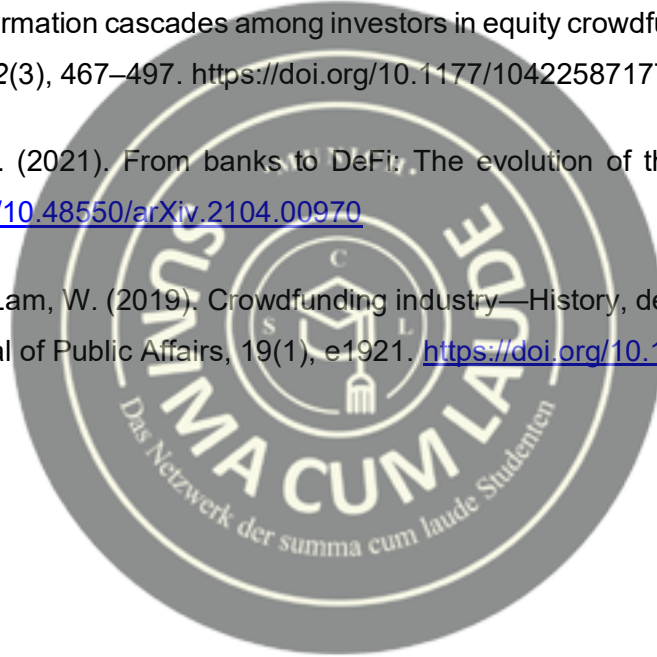 ormation cascades among investors in equity crowdfu
2(3), 467–497. https://doi.org/10.1177/10422587177
. (2021). From banks to DeFi: The evolution of th
/10.48550/arXiv.2104.00970
Lam, W. (2019). Crowdfunding industry—History, de
al of Public Affairs, 19(1), e1921. https://doi.org/10.1
SUMMA CUM LAUDE
C
S L
Das Netzwerk der summa cum laude Studenten